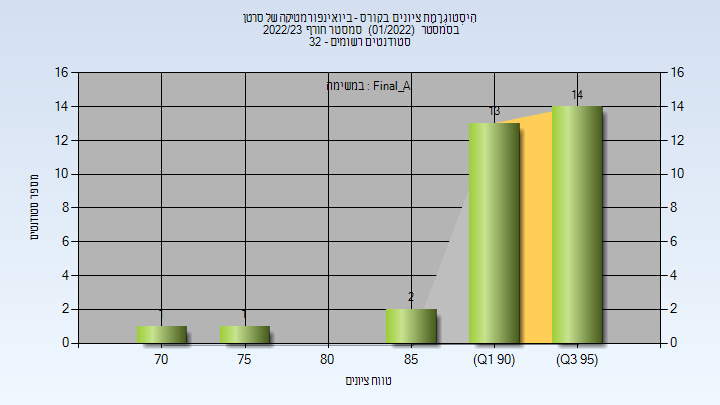 היסטוגרמת ציונים בקורס - ביואינפורמטיקה של סרטן
בסמסטר (01/2022) סמסטר חורף 2022/23
סטודנטים רשומים - 32
במשימה : Final_A
16 16
14 14
12 12
10 10
8 8
6 6
4 4
2 2
0 0
1 1 2 13 14
70 75 80 85 (Q1 90) (Q3 95)
מספר סטודנטים
טווח ציונים